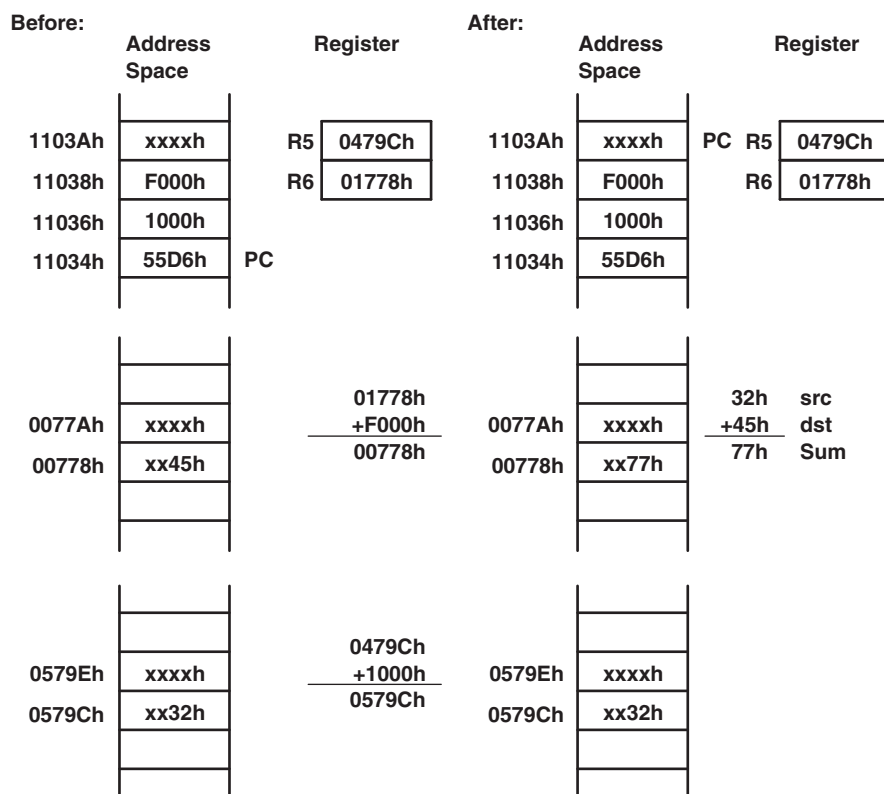 Before:
Address Space
Register
1103Ah xxxxh R5 0479Ch
11038h F000h R6 01778h
11036h 1000h
11034h 55D6h PC
01778h
0077Ah xxxxh +F000h
00778h xx45h 00778h
0479Ch
0579Eh xxxxh +1000h
0579Ch xx32h 0579Ch
After:
Address Space
Register
1103Ah xxxxh PC R5 0479Ch
11038h F000h R6 01778h
11036h 1000h
11034h 55D6h
32h src
0077Ah xxxxh +45h dst
00778h xx77h 77h Sum
0579Eh xxxxh
0579Ch xx32h